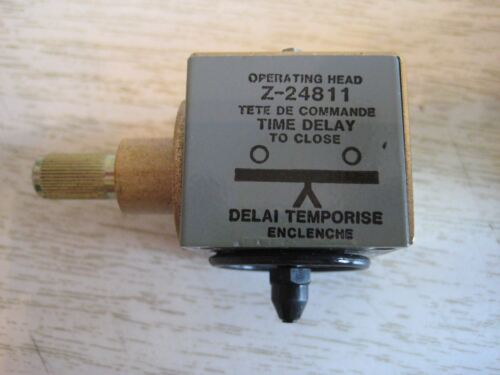 OPERATING HEAD
Z-24811
TETE DE COMMANDE
TIME DELAY
TO CLOSE
DELAI TEMPORISE
ENCLENCHE